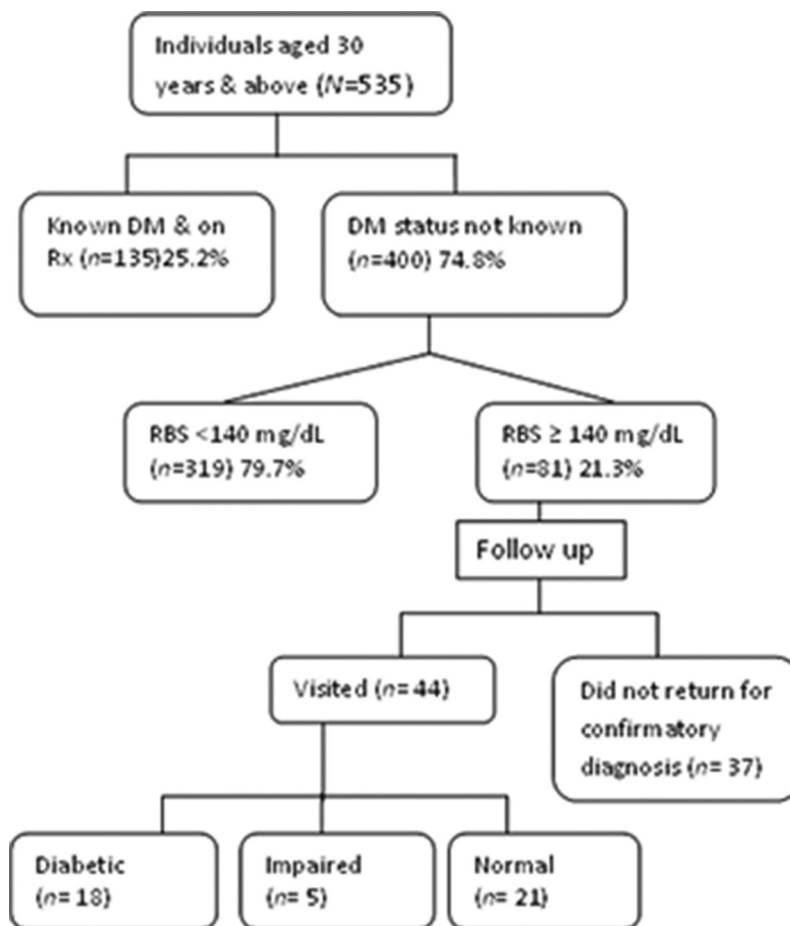 Individuals aged 30
years & above (N=535)
Known DM & on
Rx (n=135)25.2%
DM status not known
(n=400) 74.8%
RBS <140 mg/dL
(n=319) 79.7%
RBS ≥ 140 mg/dL
(n=81) 21.3%
Follow up
Visited (n= 44)
Did not return for
confirmatory
diagnosis (n= 37)
Diabetic
(n= 18)
Impaired
(n= 5)
Normal
(n= 21)